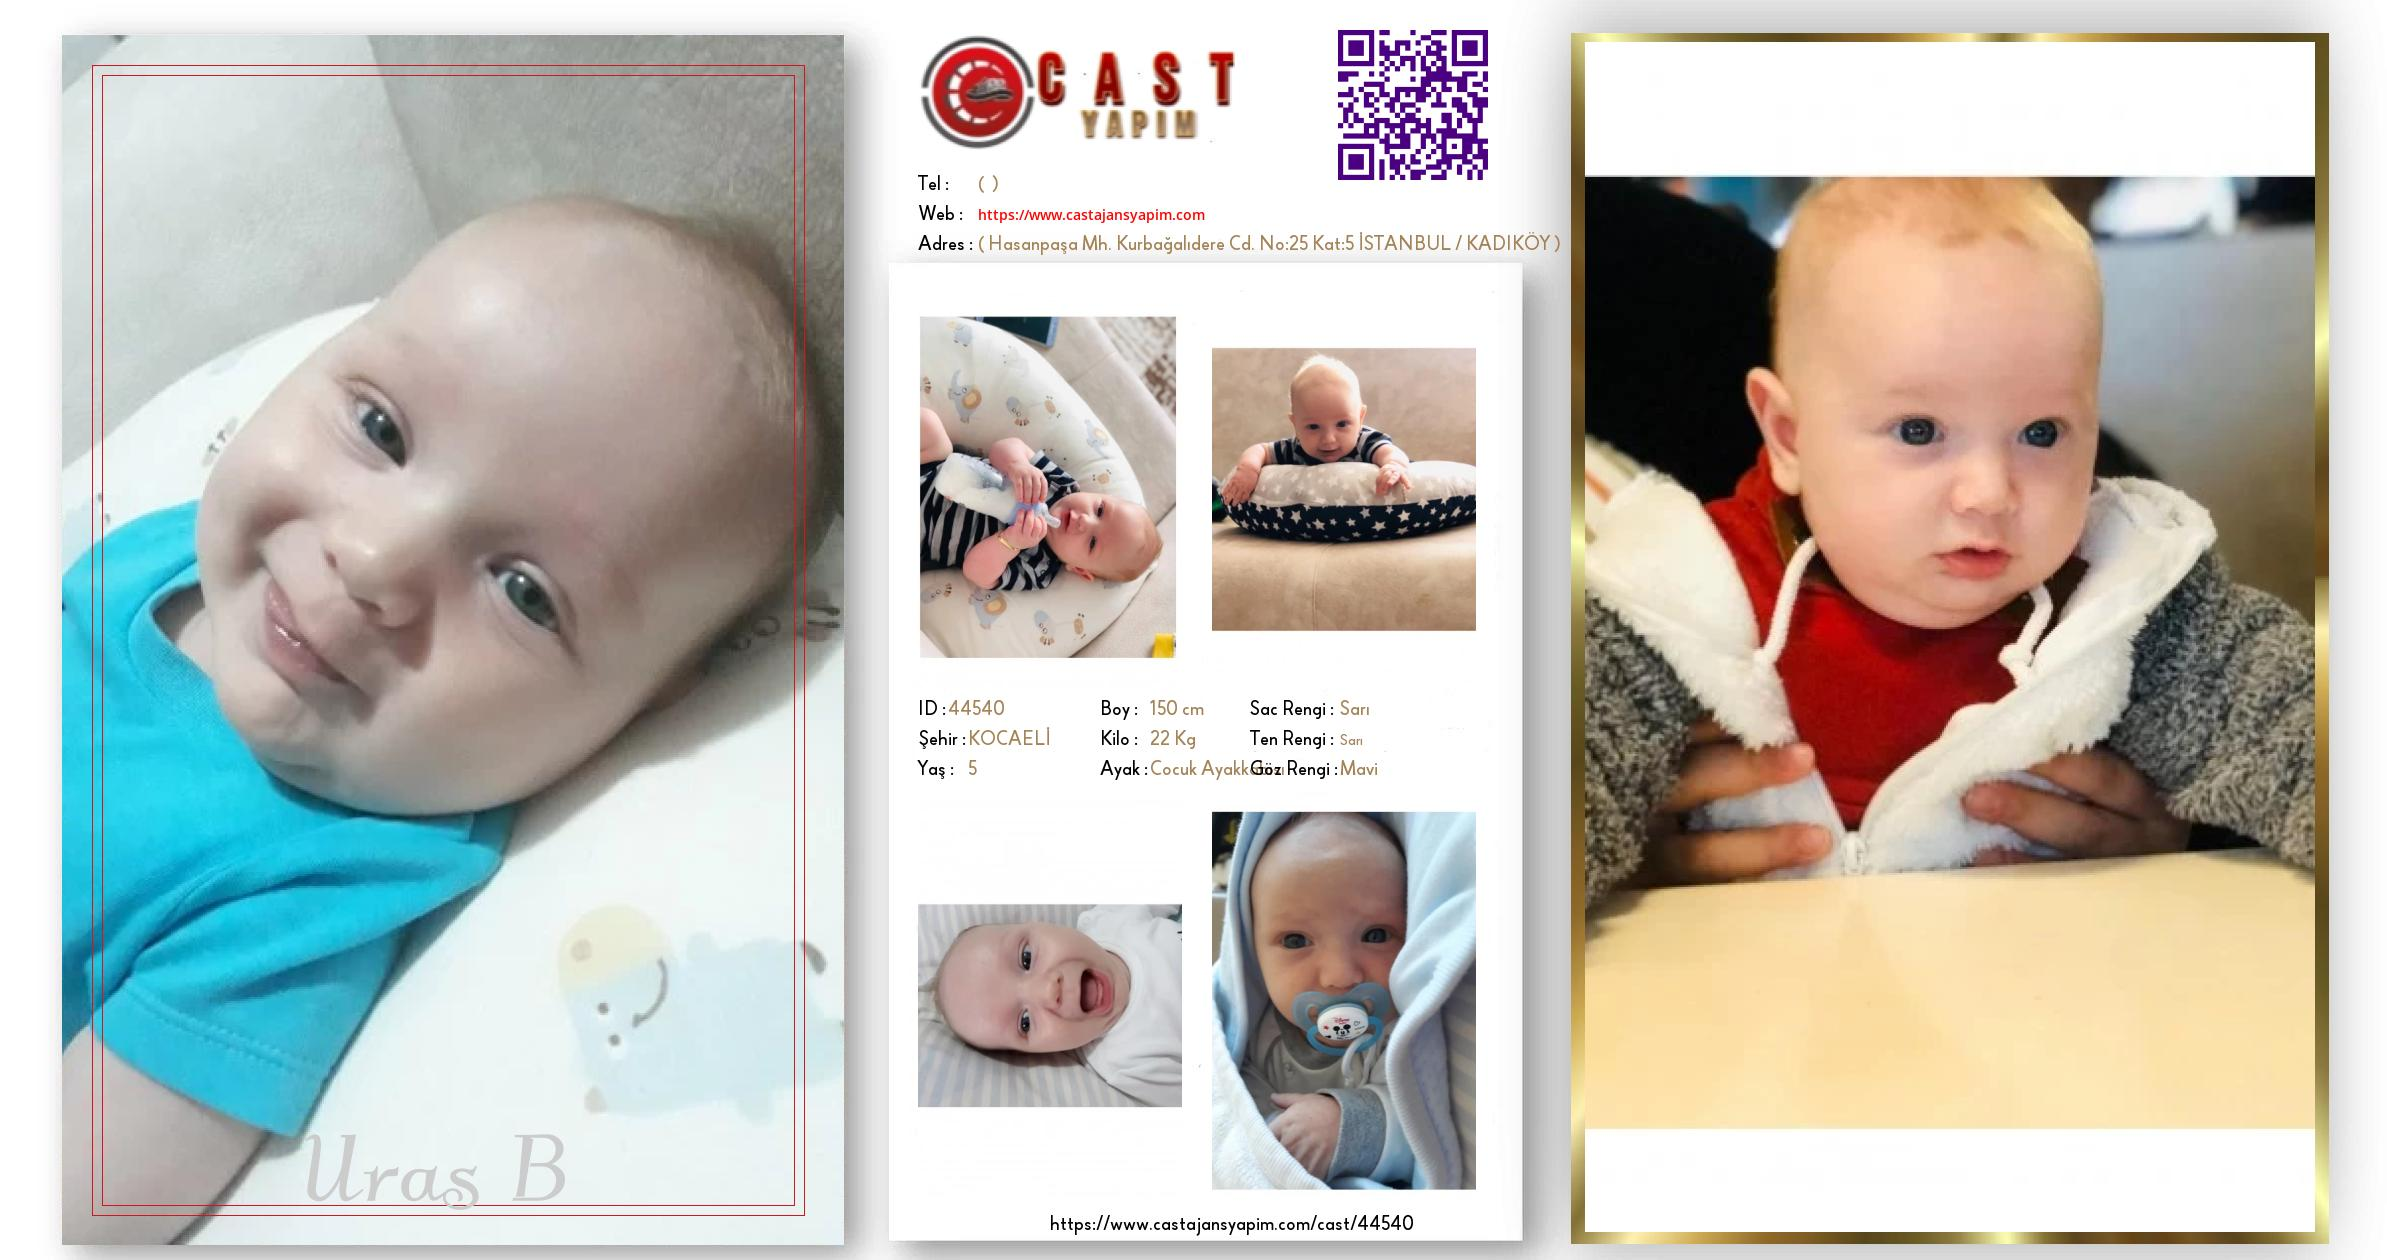 CAST
YAPIM
Tel : ( )
Web : https://www.castajansyapim.com
Adres : ( Hasanpaşa Mh. Kurbağalıdere Cd. No:25 Kat:5 İSTANBUL / KADIKÖY )
ID : 44540 Boy : 150 cm Sac Rengi : Sarı
Şehir : KOCAELİ Kilo : 22 Kg Ten Rengi : Sarı
Yaş : 5 Ayak : Cocuk Ayakkabısı Göz Rengi : Mavi
Uraş B
https://www.castajansyapim.com/cast/44540